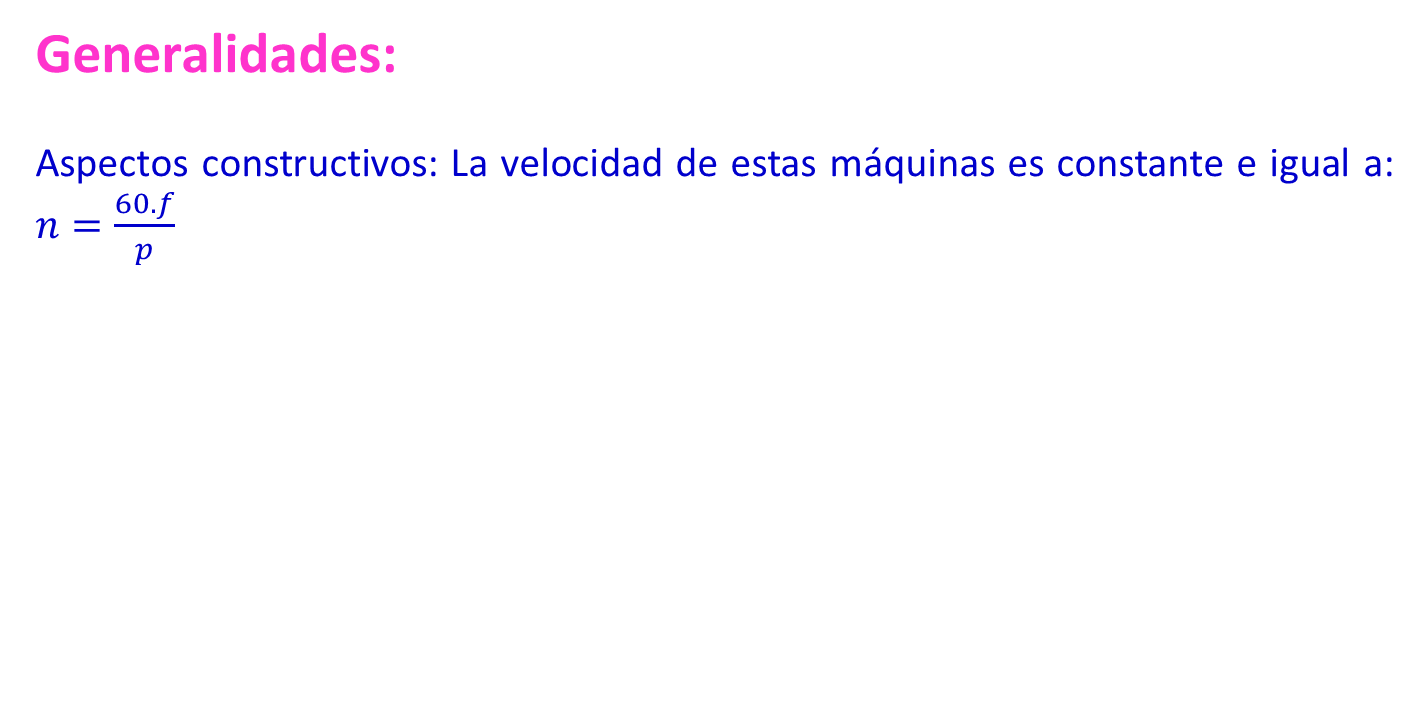 Generalidades:
Aspectos constructivos: La velocidad de estas máquinas es constante e igual a:
n = 60.f / p